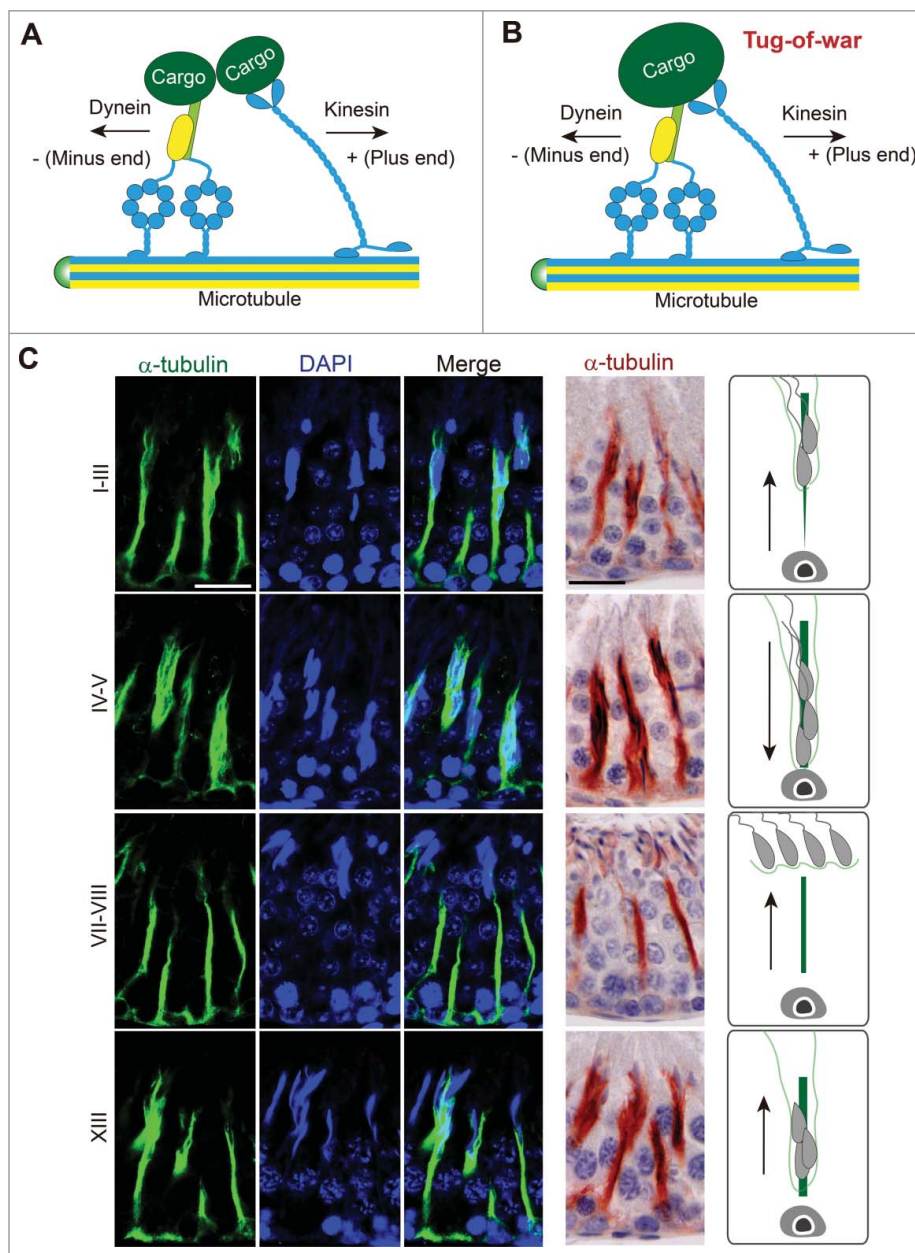 A
Cargo
Cargo
Dynein
Kinesin
- (Minus end)
+ (Plus end)
Microtubule
B
Tug-of-war
Cargo
Dynein
Kinesin
- (Minus end)
+ (Plus end)
Microtubule
C
α-tubulin
DAPI
Merge
α-tubulin
I-III
IV-V
VII-VIII
XIII